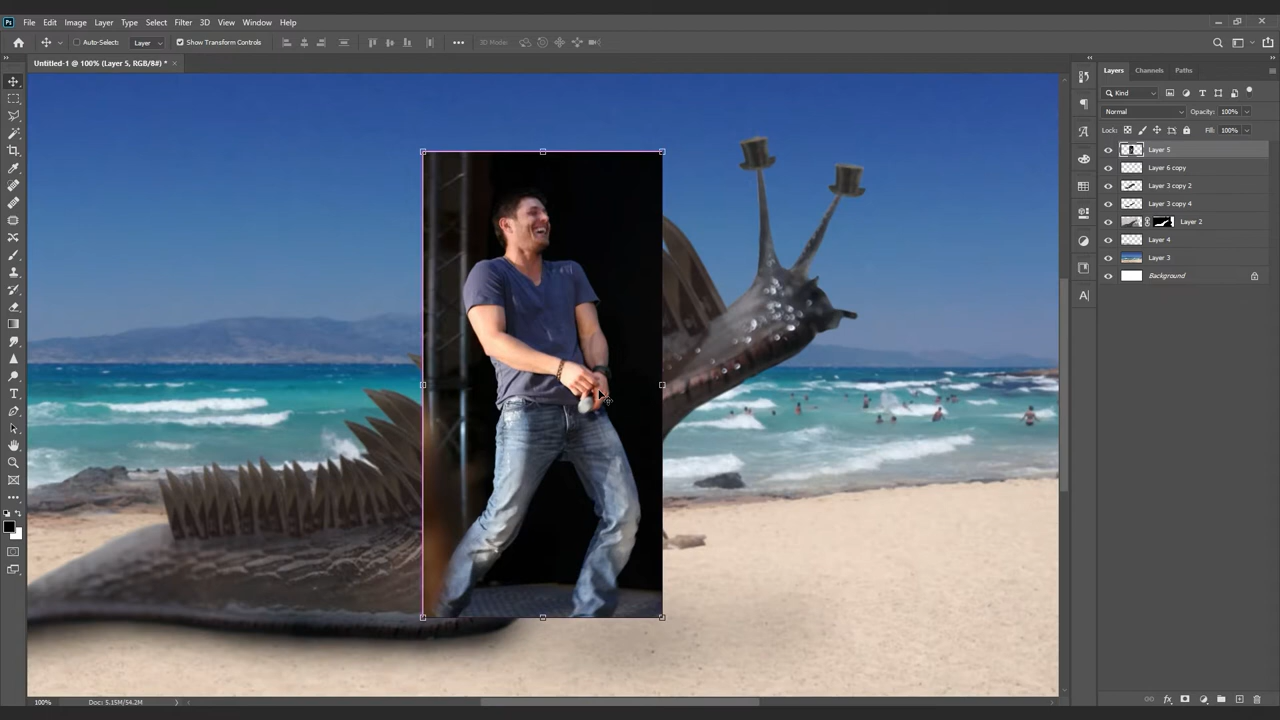 Ps File Edit Image Layer Type Select Filter 3D View Window Help
Auto-Select: Layer Show Transform Controls 3D Mode:
Untitled-1 @ 100% (Layer 5, RGB/8#) *
Layers Channels Paths
Kind
Normal Opacity: 100%
Lock: Fill: 100%
Layer 5
Layer 6 copy
Layer 3 copy 2
Layer 3 copy 4
Layer 2
Layer 4
Layer 3
Background
100% Doc: 5.15M/54.2M